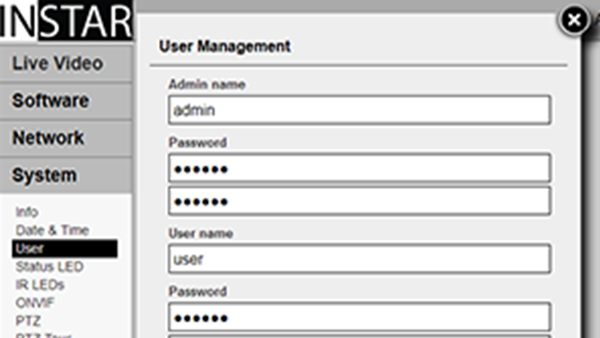 INSTAR
Live Video
Software
Network
System
Info
Date & Time
User
Status LED
IR LEDs
ONVIF
PTZ
User Management
Admin name
admin
Password
••••••
••••••
User name
user
Password
••••••